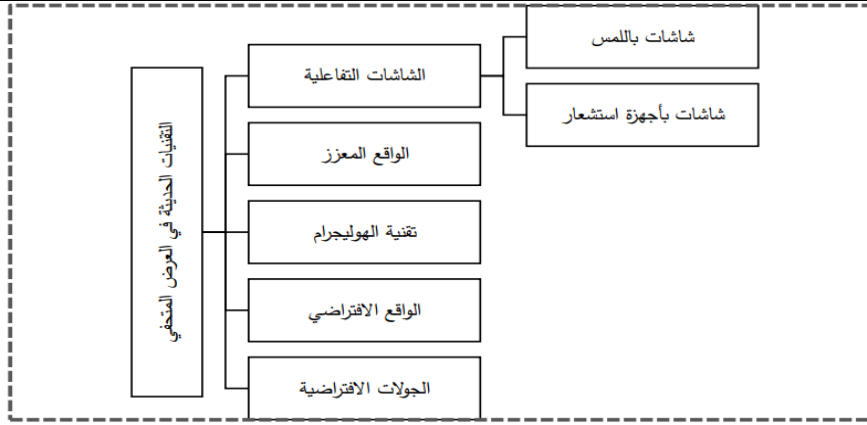 التقنيات الحديثة في العرض المتحفي
الشاشات التفاعلية
شاشات باللمس
شاشات بأجهزة استشعار
الواقع المعزز
تقنية الهوليجرام
الواقع الافتراضي
الجولات الافتراضية